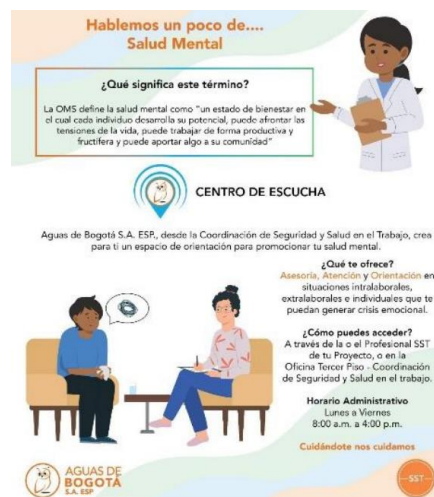 Hablemos un poco de....
Salud Mental
¿Qué significa este término?
La OMS define la salud mental como "un estado de bienestar en
el cual cada individuo desarrolla su potencial, puede afrontar las
tensiones de la vida, puede trabajar de forma productiva y
fructífera y puede aportar algo a su comunidad"
CENTRO DE ESCUCHA
Aguas de Bogotá S.A. ESP., desde la Coordinación de Seguridad y Salud en el Trabajo, crea
para ti un espacio de orientación para promocionar tu salud mental.
¿Qué te ofrece?
Asesoría, Atención y Orientación en
situaciones intralaborales,
extralaborales e individuales que te
puedan generar crisis emocional.
¿Cómo puedes acceder?
A través de la o el Profesional SST
de tu Proyecto, o en la
Oficina Tercer Piso - Coordinación
de Seguridad y Salud en el trabajo.
Horario Administrativo
Lunes a Viernes
8:00 a.m. a 4:00 p.m.
Cuidándote nos cuidamos
AGUAS DE
BOGOTÁ
S.A. ESP
SST